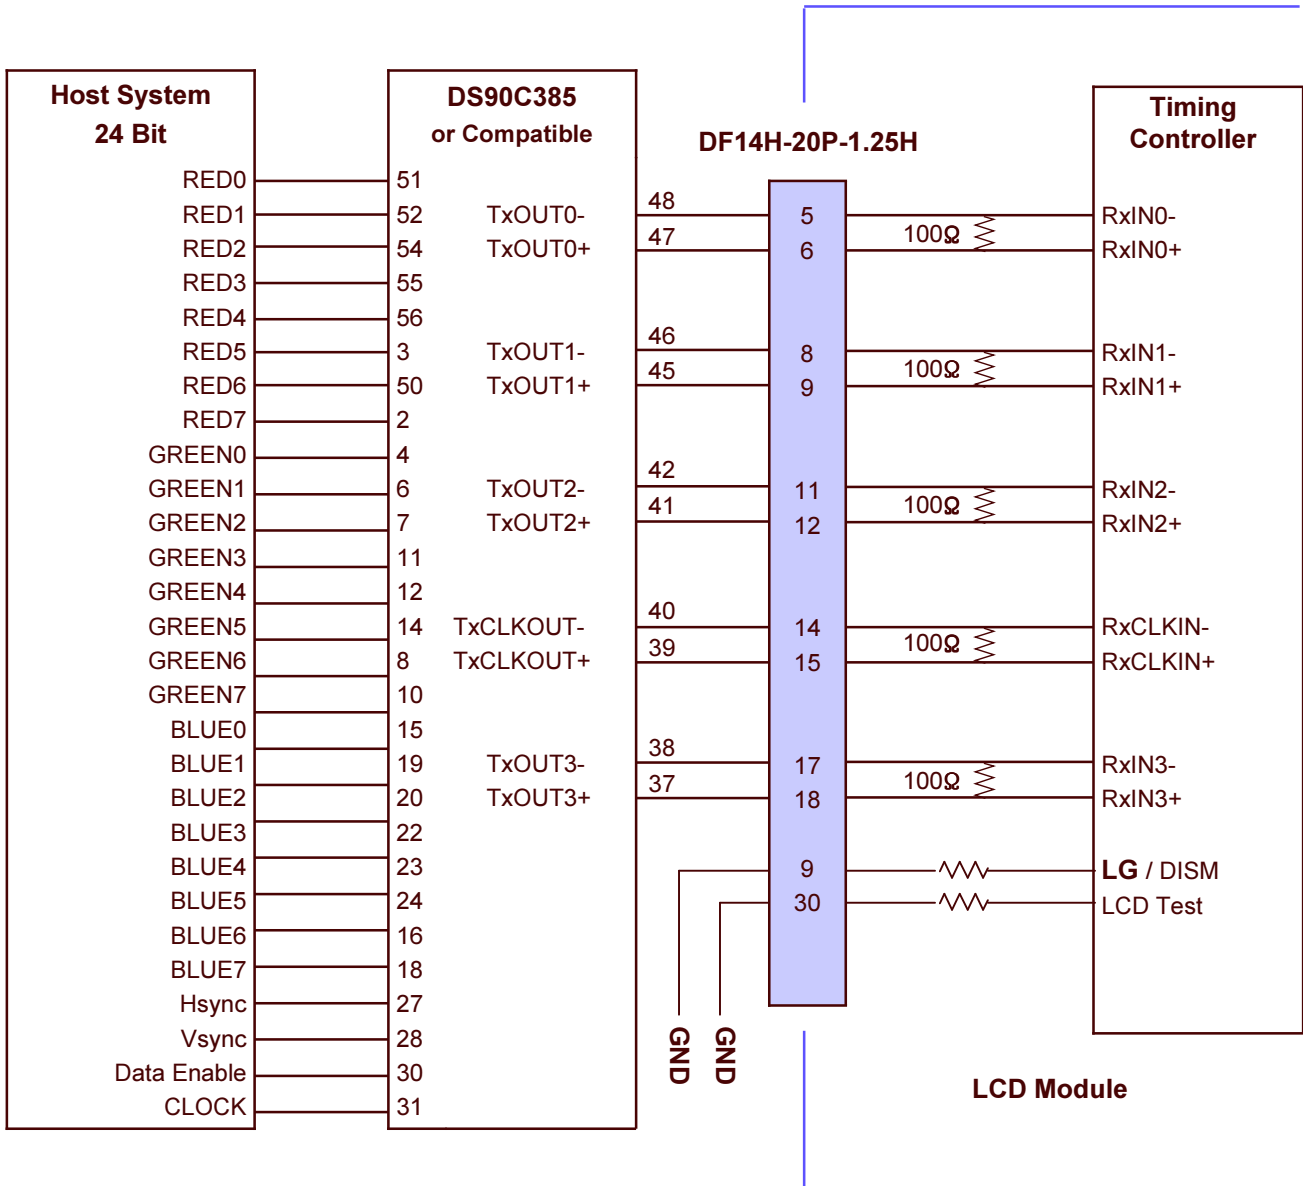 Host System
24 Bit
RED0
RED1
RED2
RED3
RED4
RED5
RED6
RED7
GREEN0
GREEN1
GREEN2
GREEN3
GREEN4
GREEN5
GREEN6
GREEN7
BLUE0
BLUE1
BLUE2
BLUE3
BLUE4
BLUE5
BLUE6
BLUE7
Hsync
Vsync
Data Enable
CLOCK
DS90C385
or Compatible
51
52
54
55
56
3
50
2
4
6
7
11
12
14
8
10
15
19
20
22
23
24
16
18
27
28
30
31
TxOUT0-
TxOUT0+
TxOUT1-
TxOUT1+
TxOUT2-
TxOUT2+
TxCLKOUT-
TxCLKOUT+
TxOUT3-
TxOUT3+
48
47
46
45
42
41
40
39
38
37
GND
GND
DF14H-20P-1.25H
5
6
8
9
11
12
14
15
17
18
9
30
100Ω
100Ω
100Ω
100Ω
100Ω
Timing
Controller
RxIN0-
RxIN0+
RxIN1-
RxIN1+
RxIN2-
RxIN2+
RxCLKIN-
RxCLKIN+
RxIN3-
RxIN3+
LG / DISM
LCD Test
LCD Module